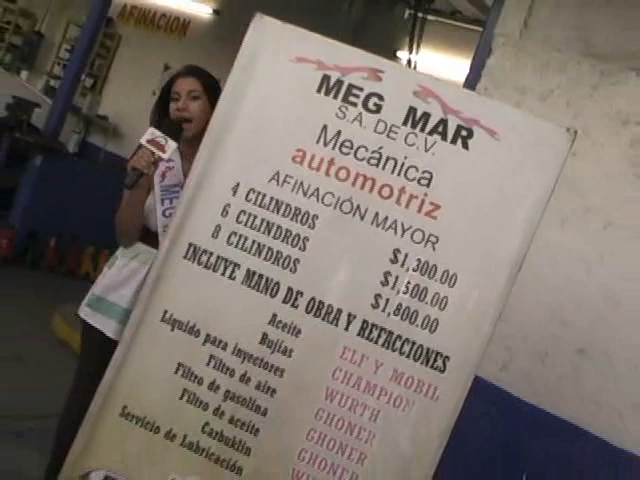 AFINACION
MEG MAR
S.A. DE C.V.
Mecánica
automotriz
AFINACIÓN MAYOR
4 CILINDROS $1,300.00
6 CILINDROS $1,500.00
8 CILINDROS $1,800.00
INCLUYE MANO DE OBRA Y REFACCIONES
Aceite ELF Y MOBIL
Bujías CHAMPION
Líquido para inyectores WURTH
Filtro de aire GHONER
Filtro de gasolina GHONER
Filtro de aceite GHONER
Carbuklin
Servicio de Lubricación
MEG